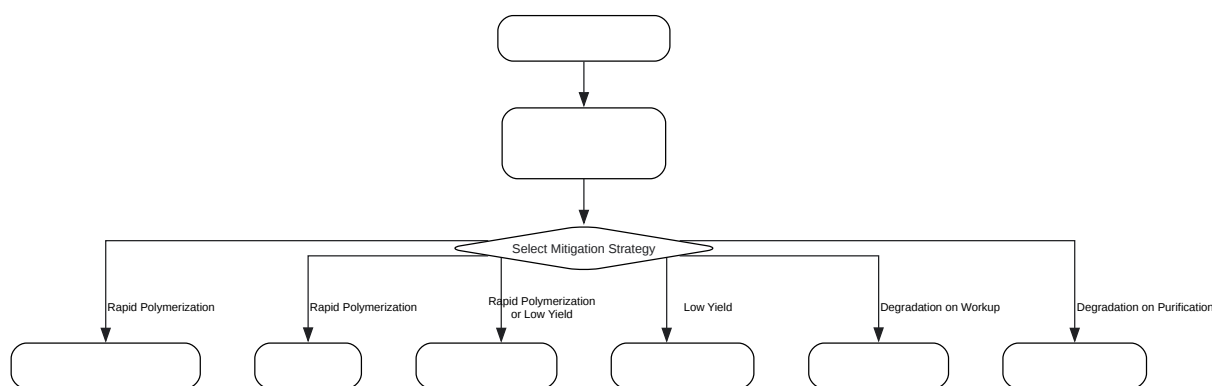 Select Mitigation Strategy
Rapid Polymerization
Rapid Polymerization
Rapid Polymerization
or Low Yield
Low Yield
Degradation on Workup
Degradation on Purification